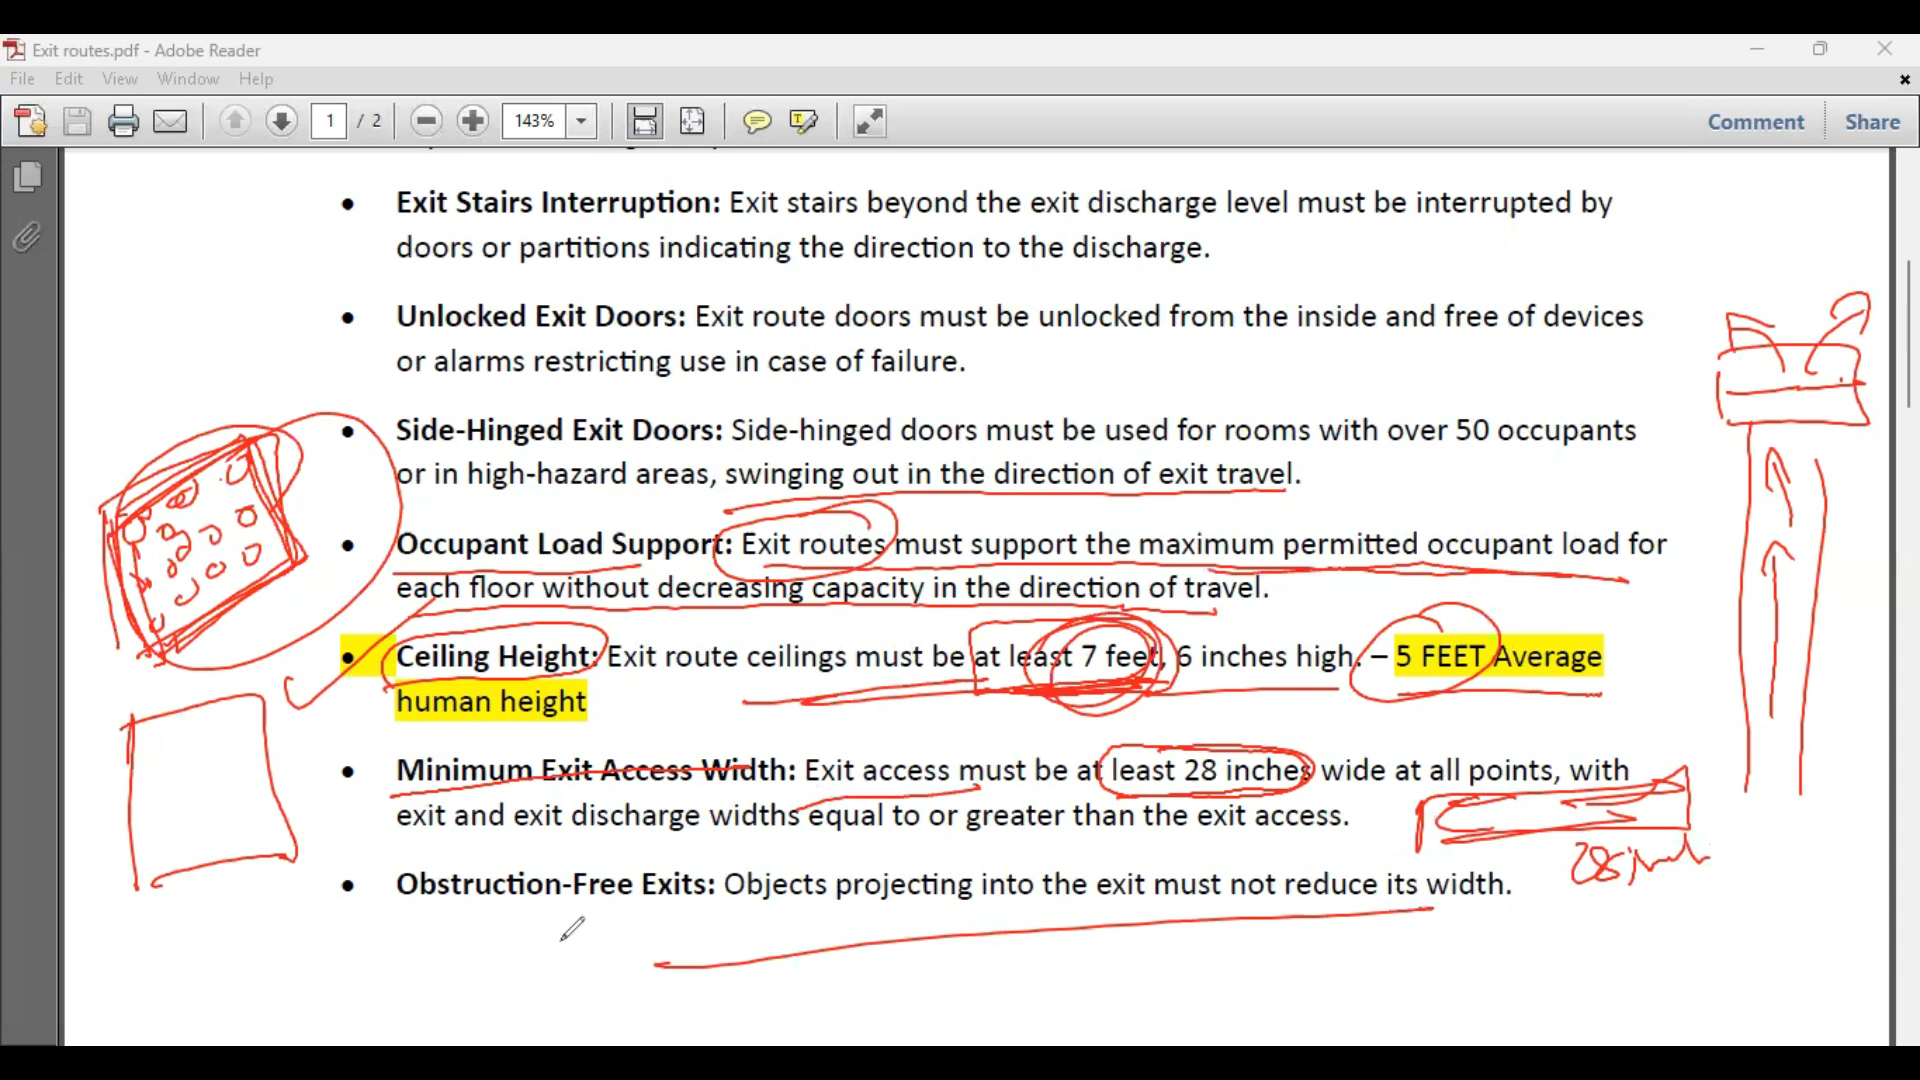 Exit routes.pdf - Adobe Reader
File Edit View Window Help
1 / 2 143% Comment Share
• Exit Stairs Interruption: Exit stairs beyond the exit discharge level must be interrupted by
doors or partitions indicating the direction to the discharge.
• Unlocked Exit Doors: Exit route doors must be unlocked from the inside and free of devices
or alarms restricting use in case of failure.
• Side-Hinged Exit Doors: Side-hinged doors must be used for rooms with over 50 occupants
or in high-hazard areas, swinging out in the direction of exit travel.
• Occupant Load Support: Exit routes must support the maximum permitted occupant load for
each floor without decreasing capacity in the direction of travel.
• Ceiling Height: Exit route ceilings must be at least 7 feet, 6 inches high. – 5 FEET Average
human height
• Minimum Exit Access Width: Exit access must be at least 28 inches wide at all points, with
exit and exit discharge widths equal to or greater than the exit access.
28
• Obstruction-Free Exits: Objects projecting into the exit must not reduce its width.